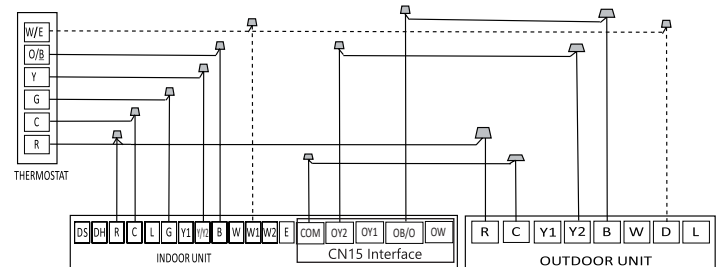 W/E
O/B
Y
G
C
R
THERMOSTAT
DS DH R C L G Y1 Y/Y2 B W W1 W2 E COM OY2 OY1 OB/O OW
INDOOR UNIT
CN15 Interface
R C Y1 Y2 B W D L
OUTDOOR UNIT